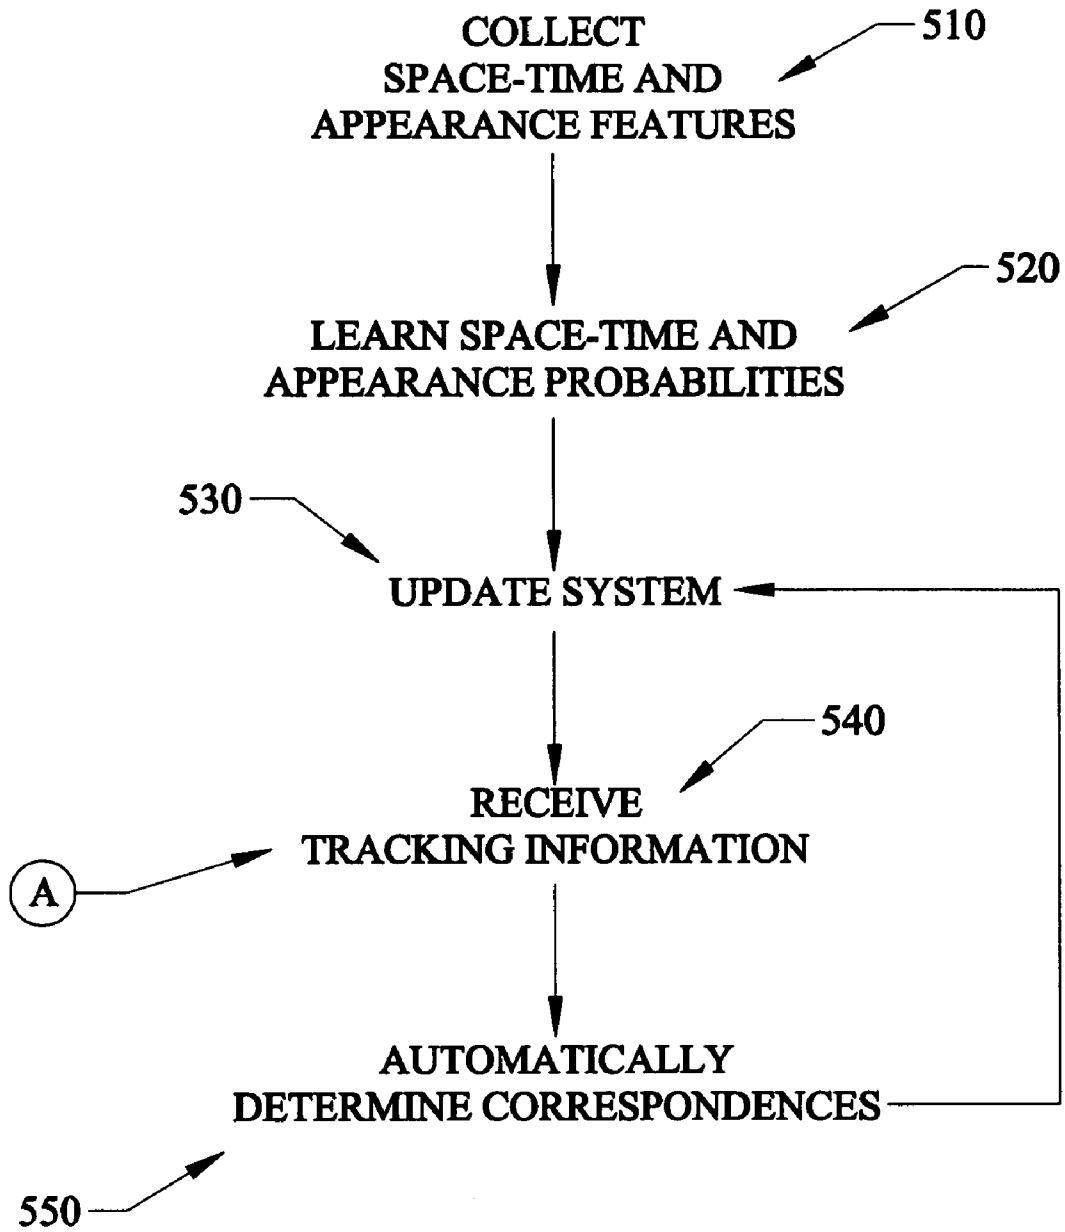 COLLECT
SPACE-TIME AND
APPEARANCE FEATURES
510
LEARN SPACE-TIME AND
APPEARANCE PROBABILITIES
520
530
UPDATE SYSTEM
540
RECEIVE
TRACKING INFORMATION
A
AUTOMATICALLY
DETERMINE CORRESPONDENCES
550